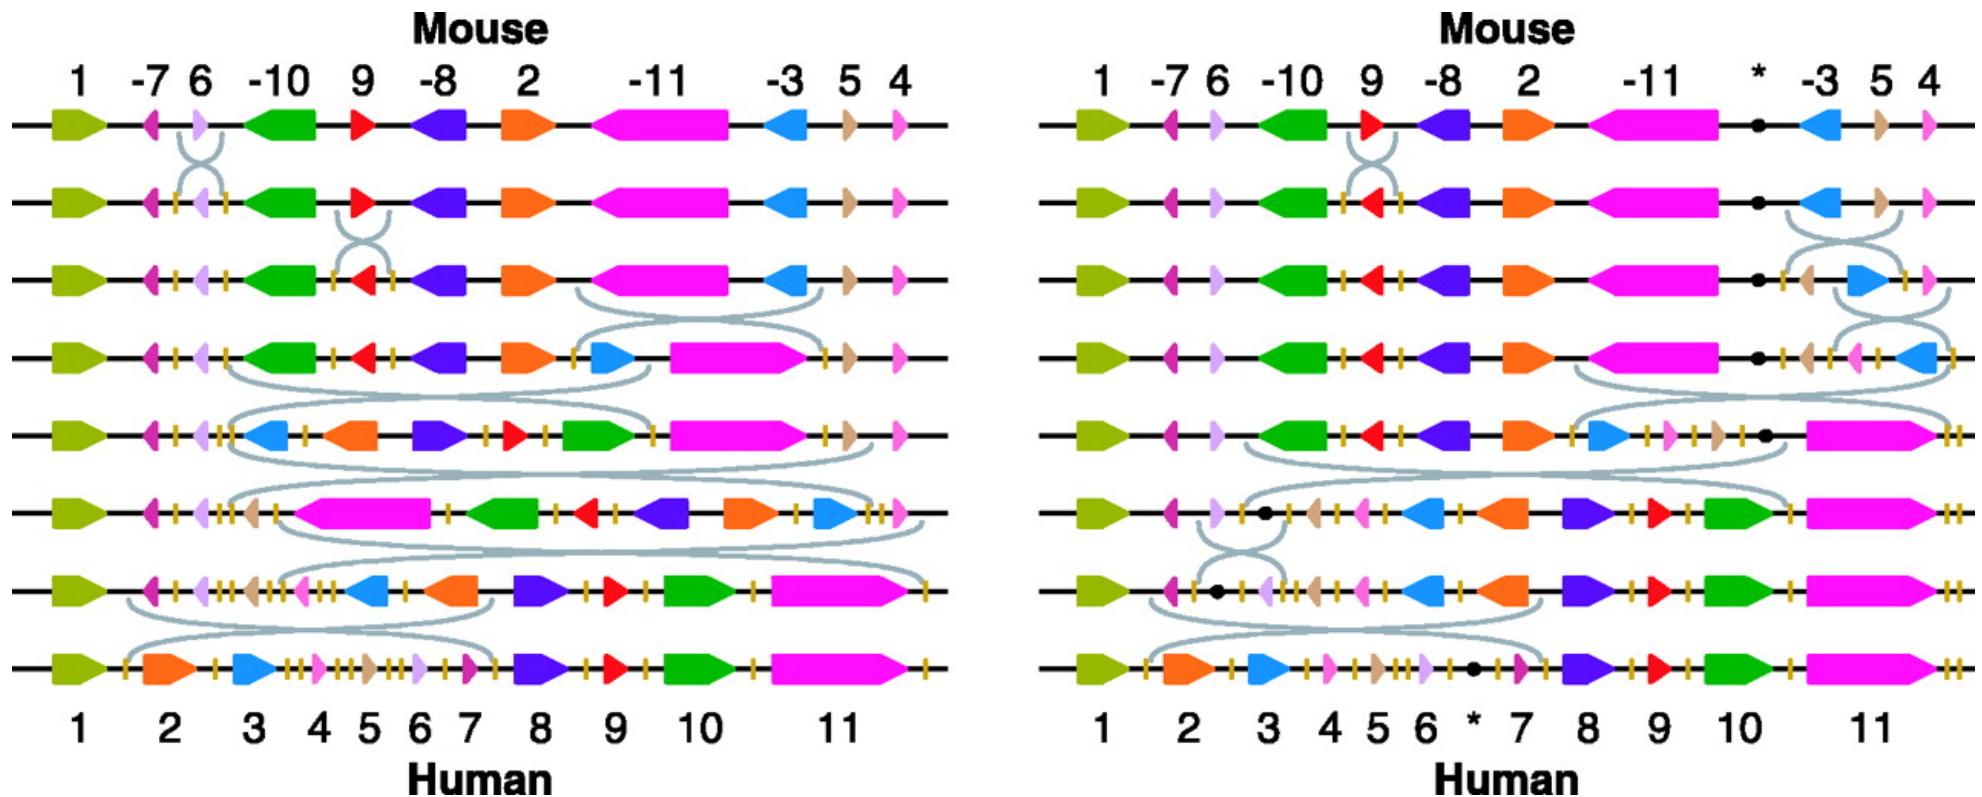 Mouse
1 -7 6 -10 9 -8 2 -11 -3 5 4
1 2 3 4 5 6 7 8 9 10 11
Human
Mouse
1 -7 6 -10 9 -8 2 -11 * -3 5 4
1 2 3 4 5 6 * 7 8 9 10 11
Human